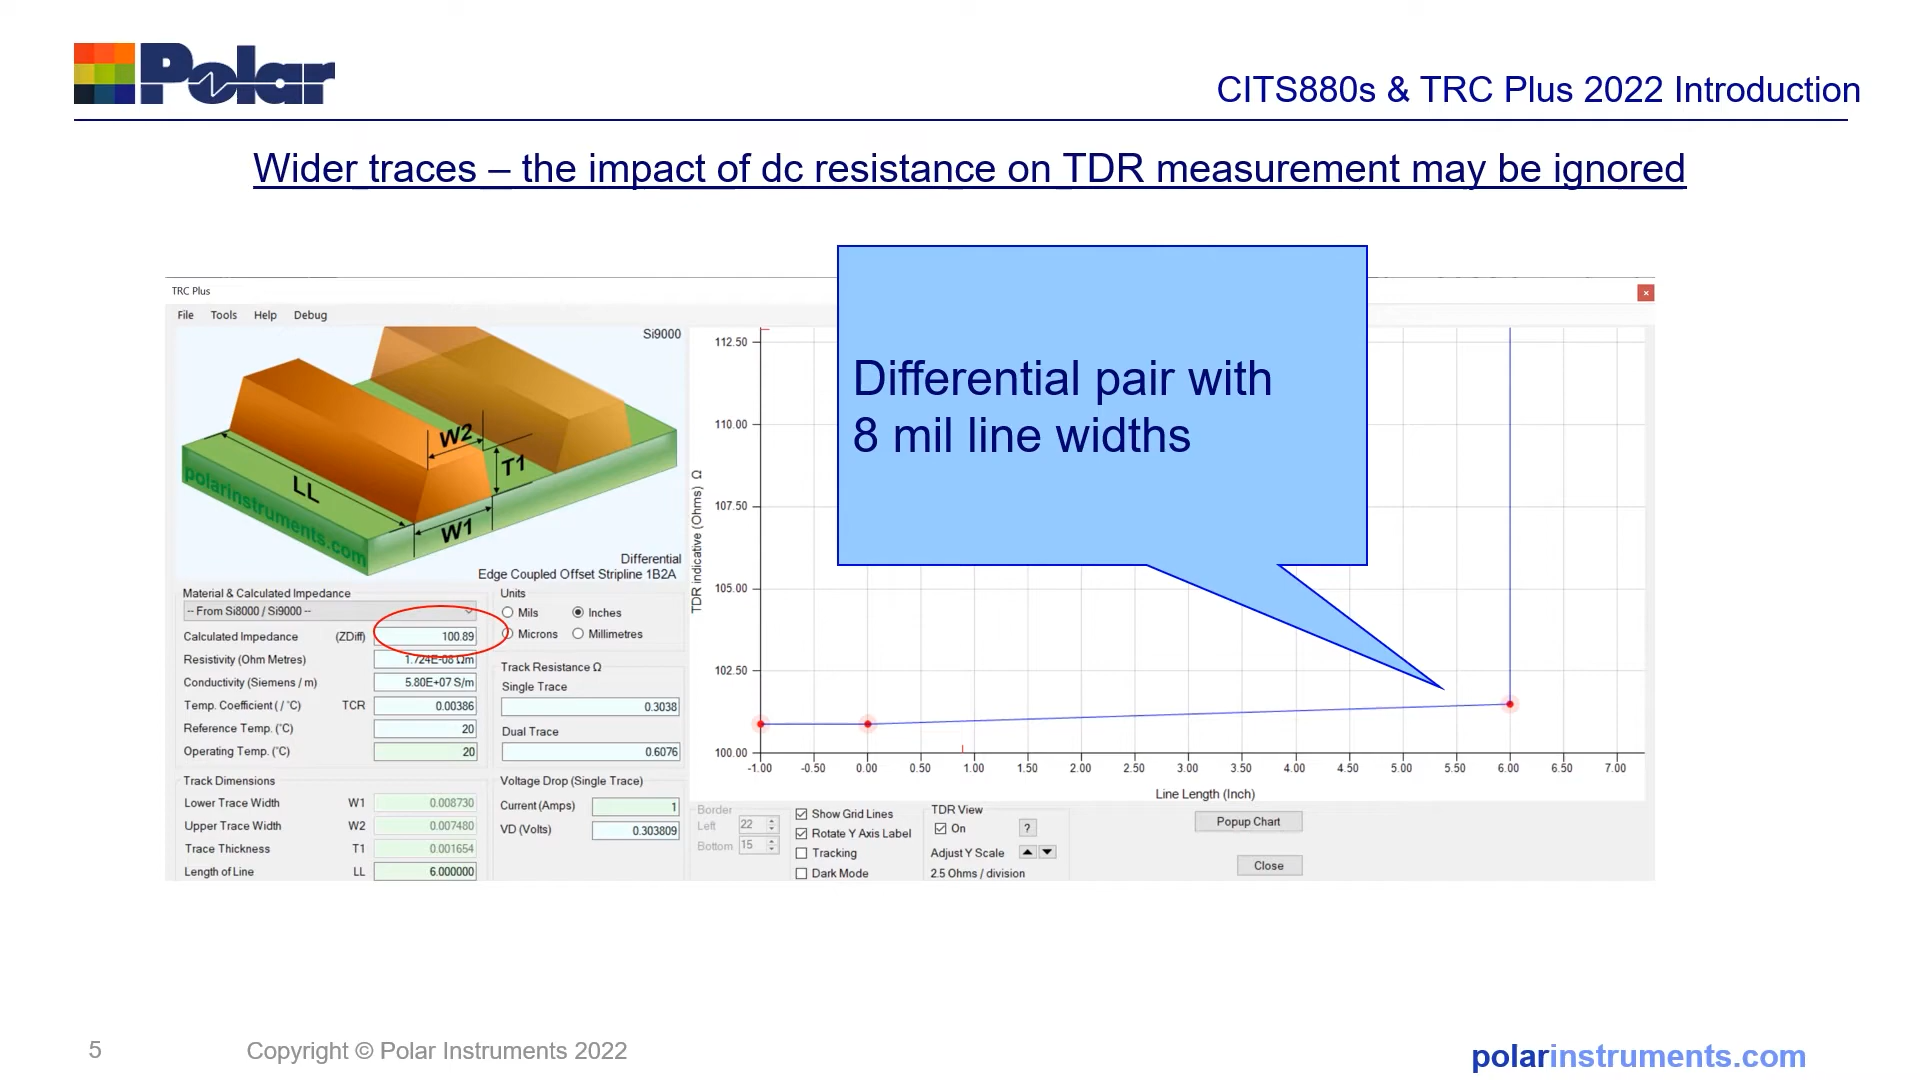 Polar
CITS880s & TRC Plus 2022 Introduction
Wider traces – the impact of dc resistance on TDR measurement may be ignored
TRC Plus
File Tools Help Debug
Si9000
W2
T1
LL
W1
polarinstruments.com
Differential
Edge Coupled Offset Stripline 1B2A
Material & Calculated Impedance
-- From Si8000 / Si9000 --
Calculated Impedance (ZDiff) 100.89
Resistivity (Ohm Metres) 1.724E-08 Ωm
Conductivity (Siemens / m) 5.80E+07 S/m
Temp. Coefficient ( / °C) TCR 0.00386
Reference Temp. (°C) 20
Operating Temp. (°C) 20
Track Dimensions
Lower Trace Width W1 0.008730
Upper Trace Width W2 0.007480
Trace Thickness T1 0.001654
Length of Line LL 6.000000
Units
Mils Inches
Microns Millimetres
Track Resistance Ω
Single Trace
0.3038
Dual Trace
0.6076
Voltage Drop (Single Trace)
Current (Amps) 1
VD (Volts) 0.303809
TDR indicative (Ohms) Ω
112.50
110.00
107.50
105.00
102.50
100.00
-1.00 -0.50 0.00 0.50 1.00 1.50 2.00 2.50 3.00 3.50 4.00 4.50 5.00 5.50 6.00 6.50 7.00
Line Length (Inch)
Differential pair with
8 mil line widths
Border
Left 22
Bottom 15
Show Grid Lines
Rotate Y Axis Label
Tracking
Dark Mode
TDR View
On ?
Adjust Y Scale
2.5 Ohms / division
Popup Chart
Close
5 Copyright © Polar Instruments 2022
polarinstruments.com